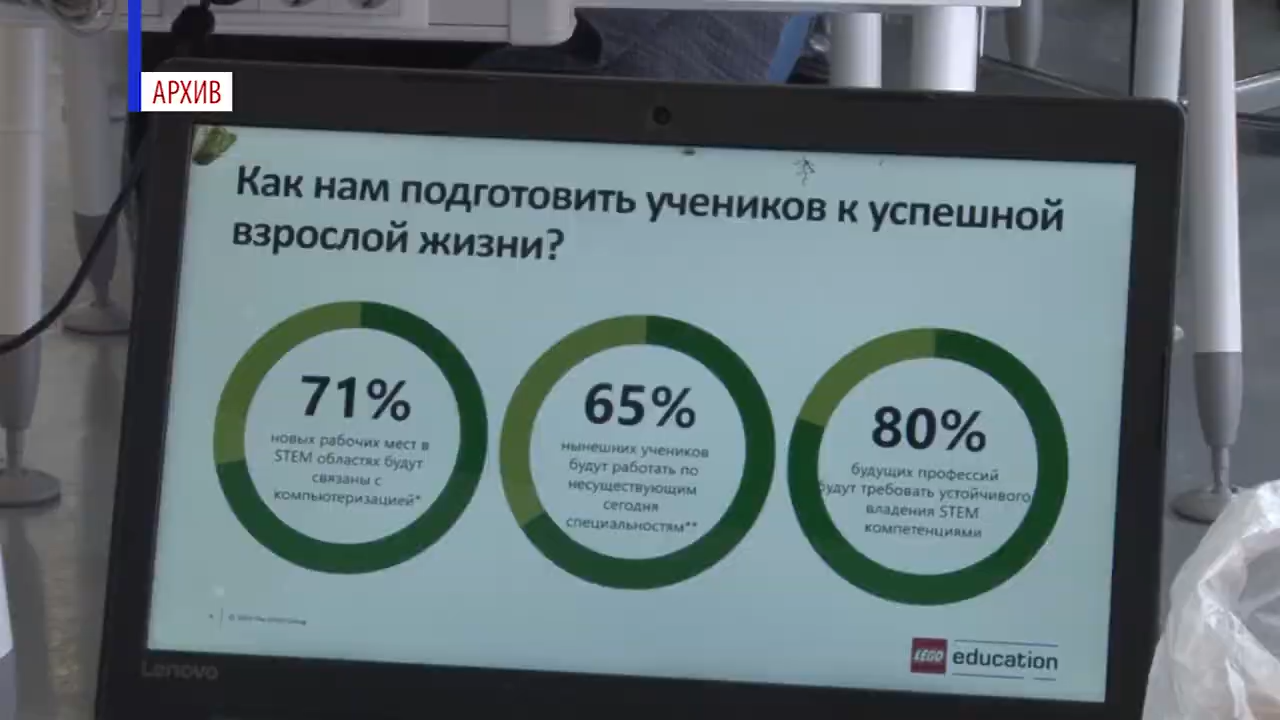 АРХИВ
Как нам подготовить учеников к успешной
взрослой жизни?
71%
новых рабочих мест в
STEM областях будут
связаны с
компьютеризацией*
65%
нынешних учеников
будут работать по
несуществующим
сегодня
специальностям**
80%
будущих профессий
будут требовать устойчивого
владения STEM
компетенциями
LEGO education
Lenovo